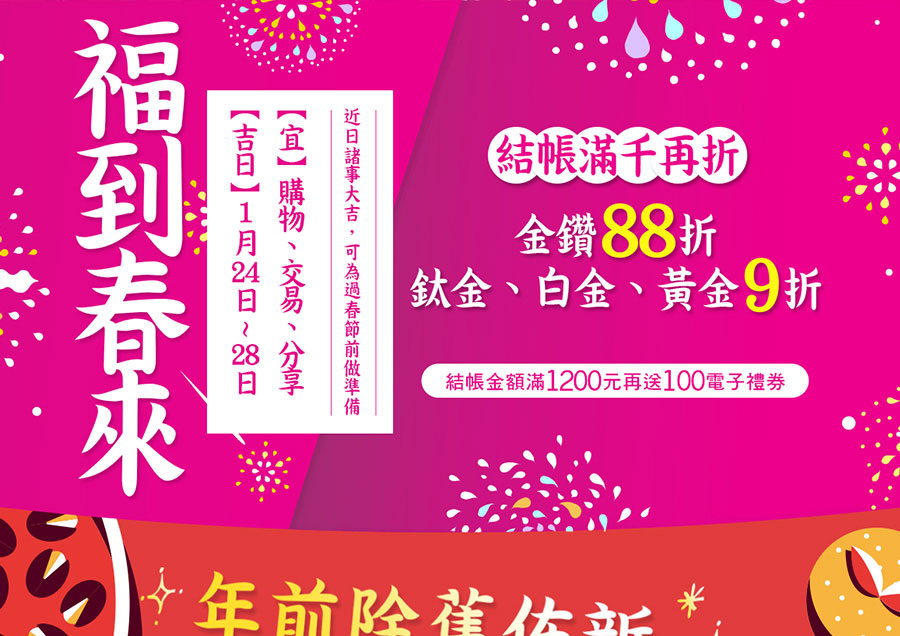 福到春來
近日諸事大吉，可為過春節前做準備
【宜】購物、交易、分享
【吉日】1月24日~28日
結帳滿千再折
金鑽88折
鈦金、白金、黃金9折
結帳金額滿1200元再送100電子禮券
年前除舊佈新